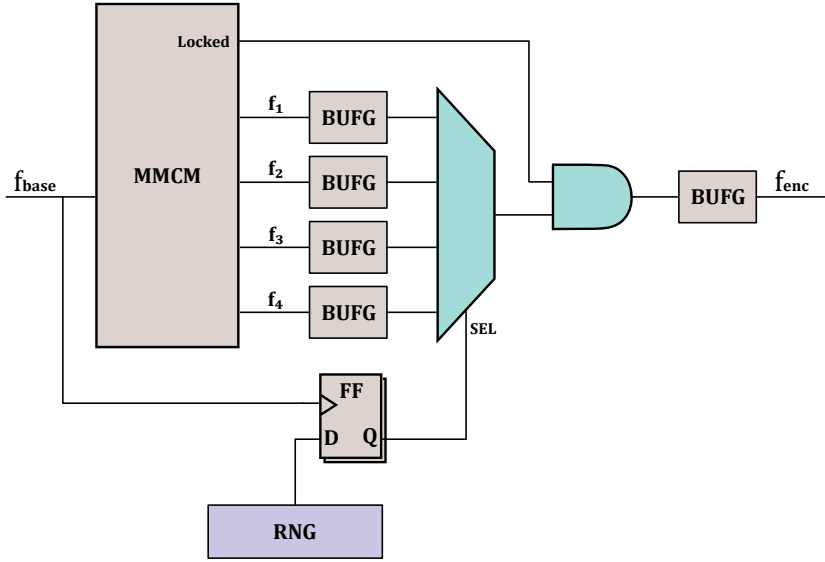 Locked
f₁
BUFG
f₂
BUFG
f₃
BUFG
f₄
BUFG
MMCM
fbase
BUFG
fenc
SEL
FF
D Q
RNG